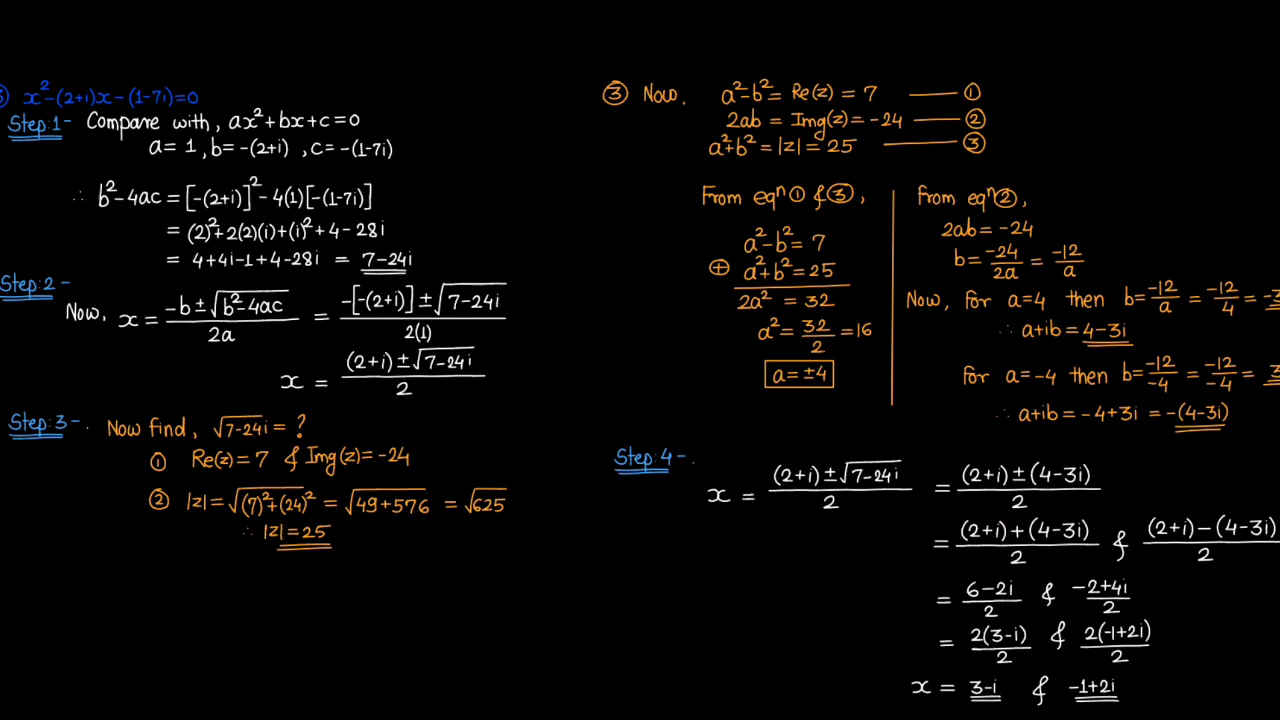 3) x²-(2+i)x-(1-7i)=0
Step:1- Compare with, ax²+bx+c=0
a=1, b=-(2+i), c=-(1-7i)
∴ b²-4ac = [-(2+i)]²-4(1)[-(1-7i)]
= (2)²+2(2)(i)+(i)²+4-28i
= 4+4i-1+4-28i = 7-24i
Step:2-
Now, x = (-b±√(b²-4ac))/2a = (-[-(2+i)]±√(7-24i))/2(1)
x = ((2+i)±√(7-24i))/2
Step:3-. Now find, √(7-24i) = ?
① Re(z)=7 & Img(z)=-24
② |z|=√((7)²+(24)²) = √(49+576) = √625
∴ |z|=25
③ Now, a²-b² = Re(z) = 7 —— ①
2ab = Img(z) = -24 —— ②
a²+b² = |z| = 25 —— ③
From eqⁿ ① & ③,
a²-b² = 7
⊕ a²+b² = 25
2a² = 32
a² = 32/2 = 16
a = ±4
From eqⁿ ②,
2ab = -24
b = -24/2a = -12/a
Now, for a=4 then b = -12/a = -12/4 = -3
∴ a+ib = 4-3i
For a=-4 then b = -12/-4 = -12/-4 = 3
∴ a+ib = -4+3i = -(4-3i)
Step:4-.
x = ((2+i)±√(7-24i))/2 = ((2+i)±(4-3i))/2
= ((2+i)+(4-3i))/2 & ((2+i)-(4-3i))/2
= (6-2i)/2 & (-2+4i)/2
= 2(3-i)/2 & 2(-1+2i)/2
x = 3-i & -1+2i